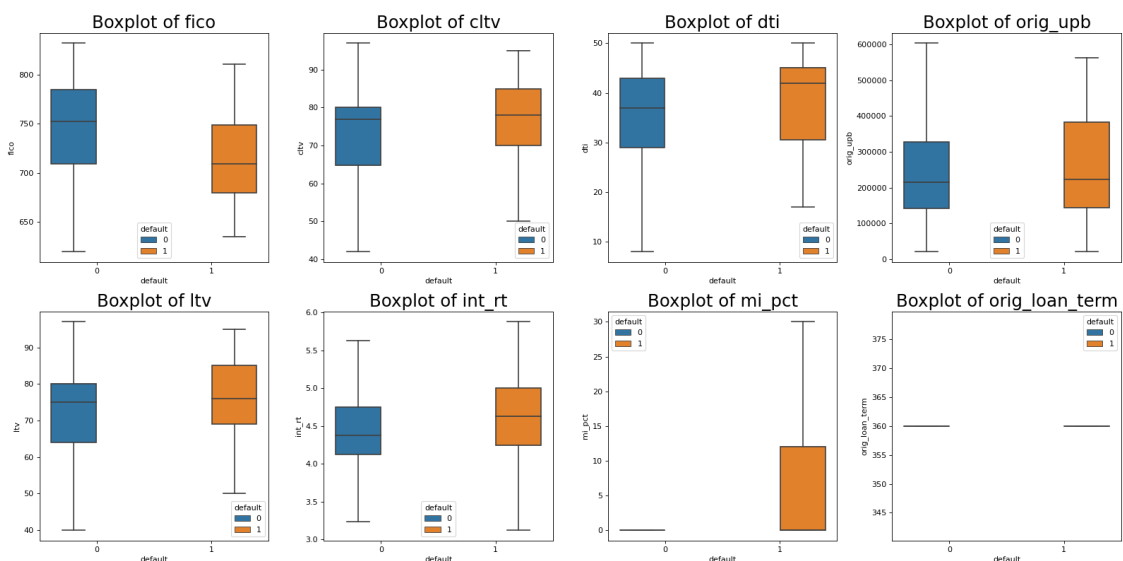 Boxplot of fico
800
750
700
650
fico
default
0
1
0
1
default
Boxplot of cltv
90
80
70
60
50
40
cltv
default
0
1
0
1
default
Boxplot of dti
50
40
30
20
10
dti
default
0
1
0
1
default
Boxplot of orig_upb
600000
500000
400000
300000
200000
100000
0
orig_upb
default
0
1
0
1
default
Boxplot of ltv
90
80
70
60
50
40
ltv
default
0
1
0
1
default
Boxplot of int_rt
6.0
5.5
5.0
4.5
4.0
3.5
3.0
int_rt
default
0
1
0
1
default
Boxplot of mi_pct
30
25
20
15
10
5
0
mi_pct
default
0
1
0
1
default
Boxplot of orig_loan_term
375
370
365
360
355
350
345
orig_loan_term
default
0
1
0
1
default